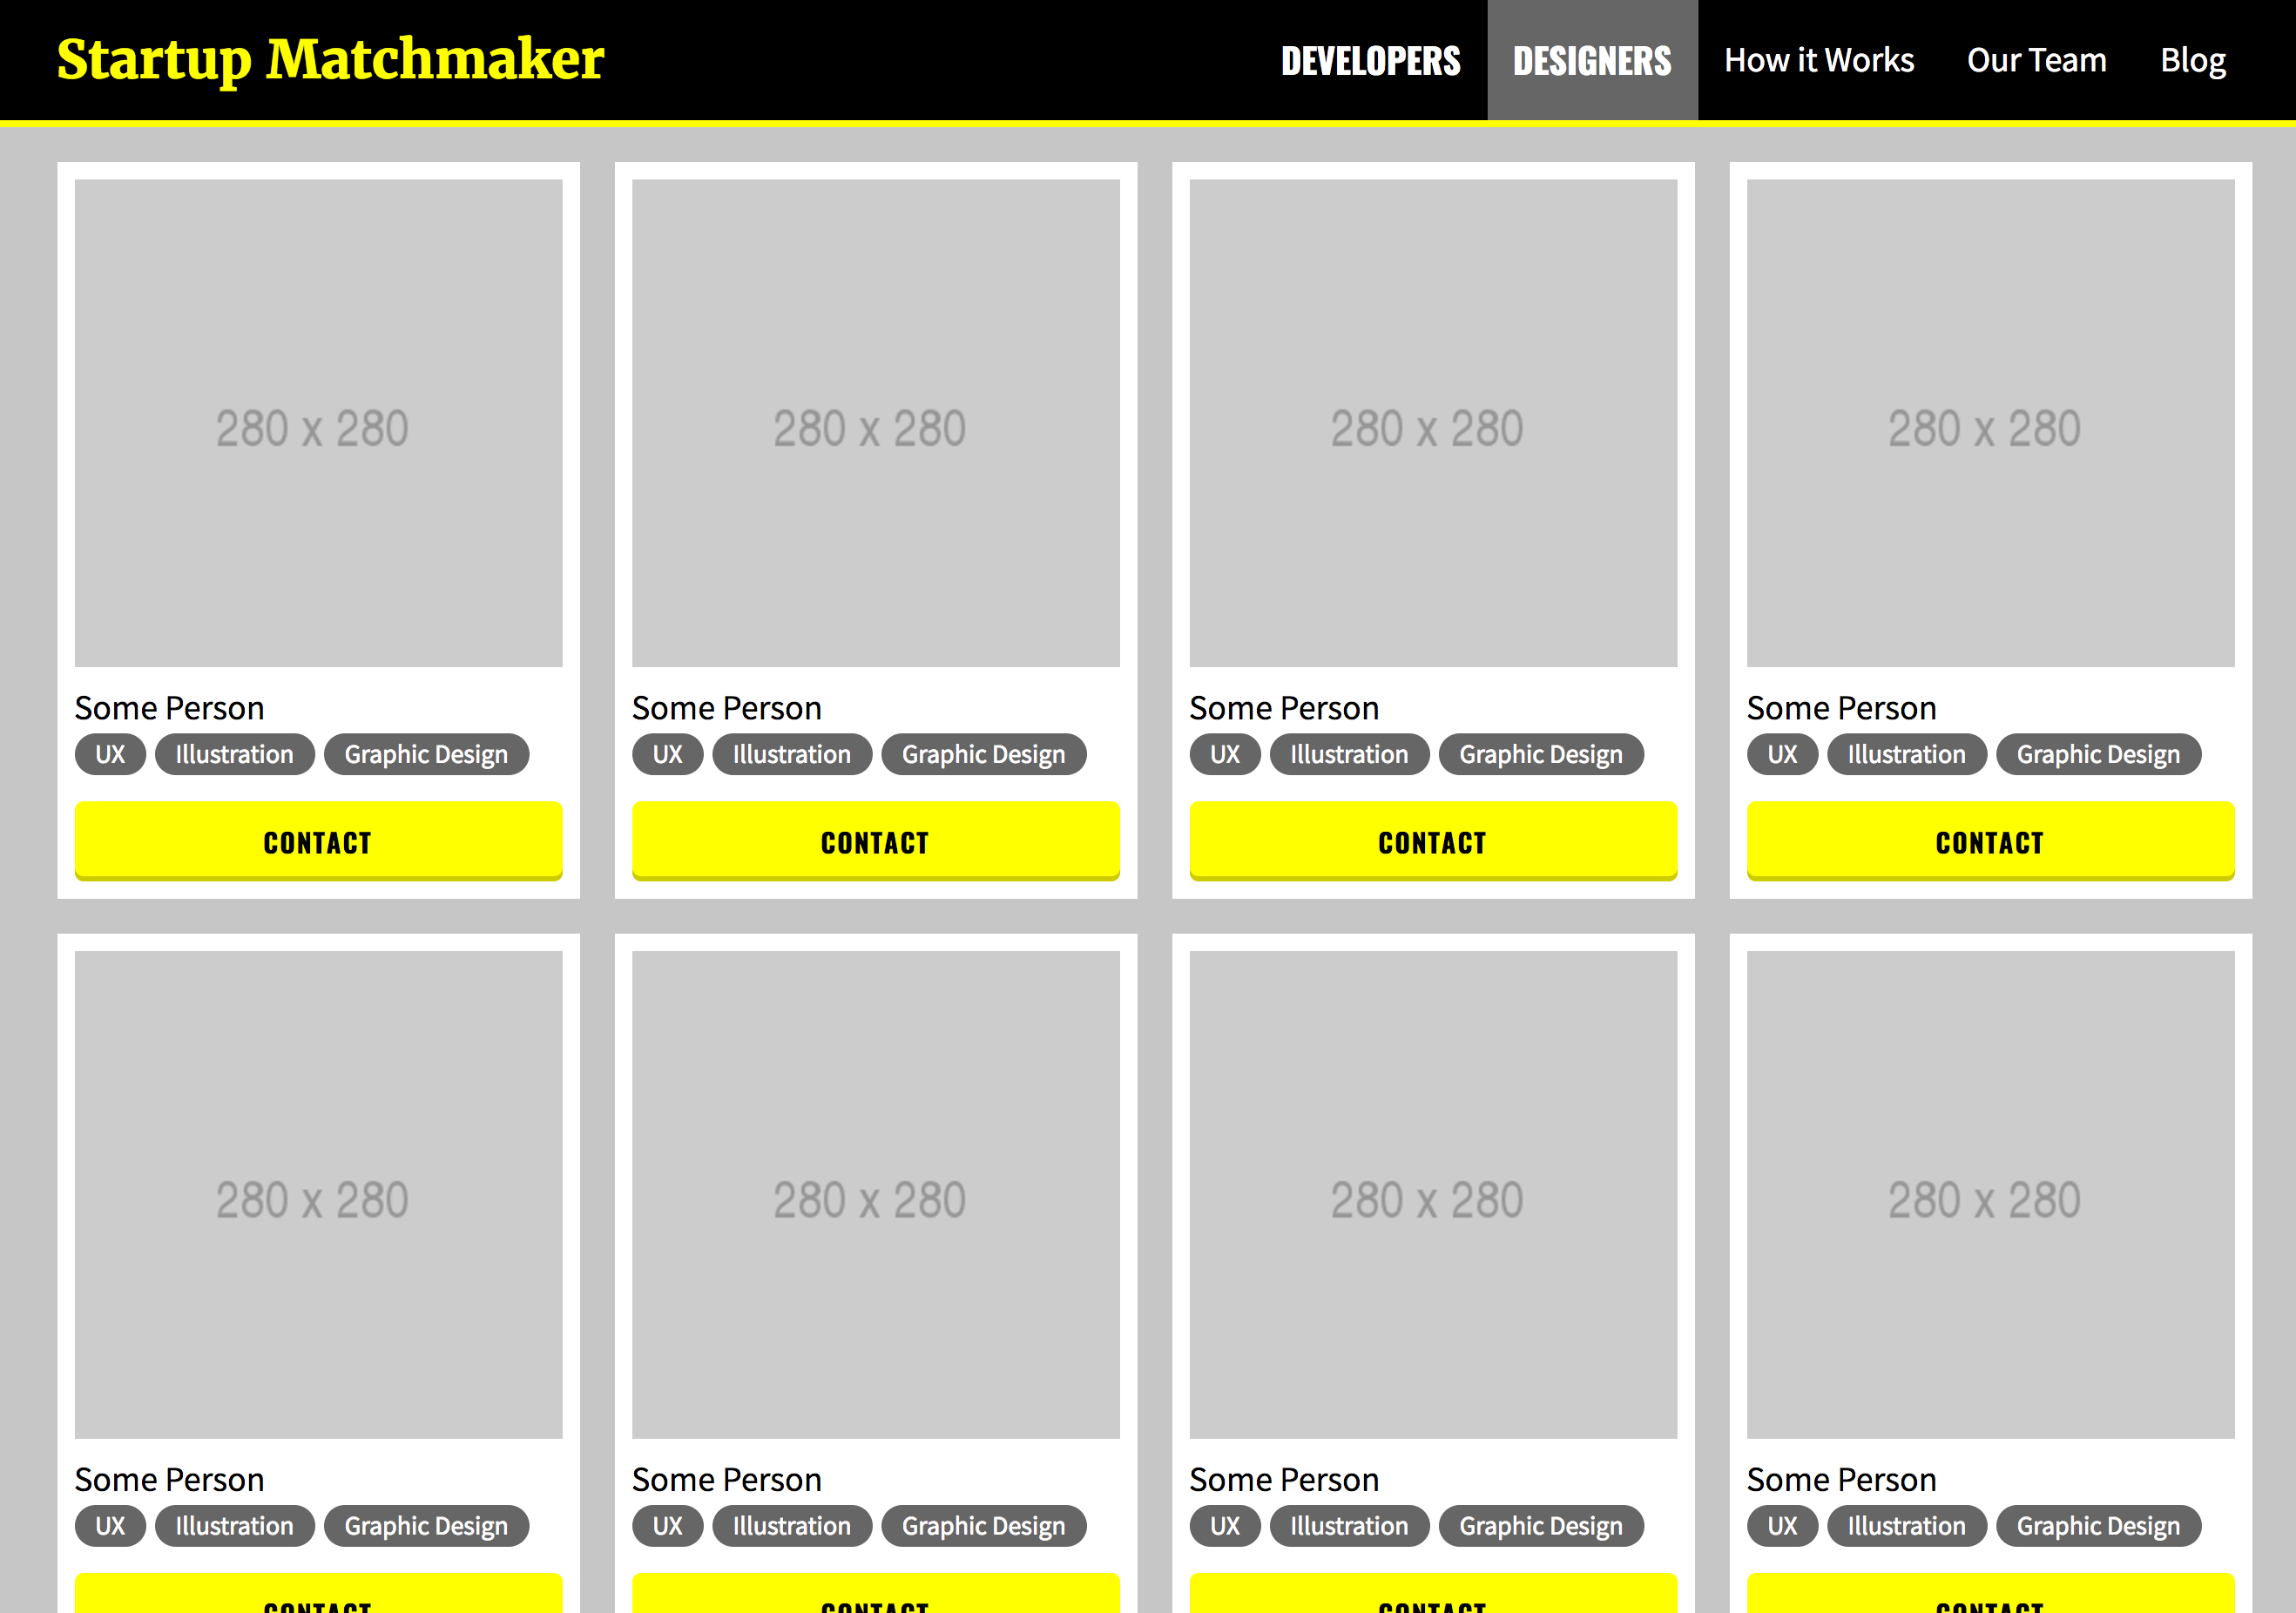 Startup Matchmaker DEVELOPERS DESIGNERS How it Works Our Team Blog
280 x 280 280 x 280 280 x 280 280 x 280
Some Person Some Person Some Person Some Person
UX Illustration Graphic Design UX Illustration Graphic Design UX Illustration Graphic Design UX Illustration Graphic Design
CONTACT CONTACT CONTACT CONTACT
280 x 280 280 x 280 280 x 280 280 x 280
Some Person Some Person Some Person Some Person
UX Illustration Graphic Design UX Illustration Graphic Design UX Illustration Graphic Design UX Illustration Graphic Design
CONTACT CONTACT CONTACT CONTACT